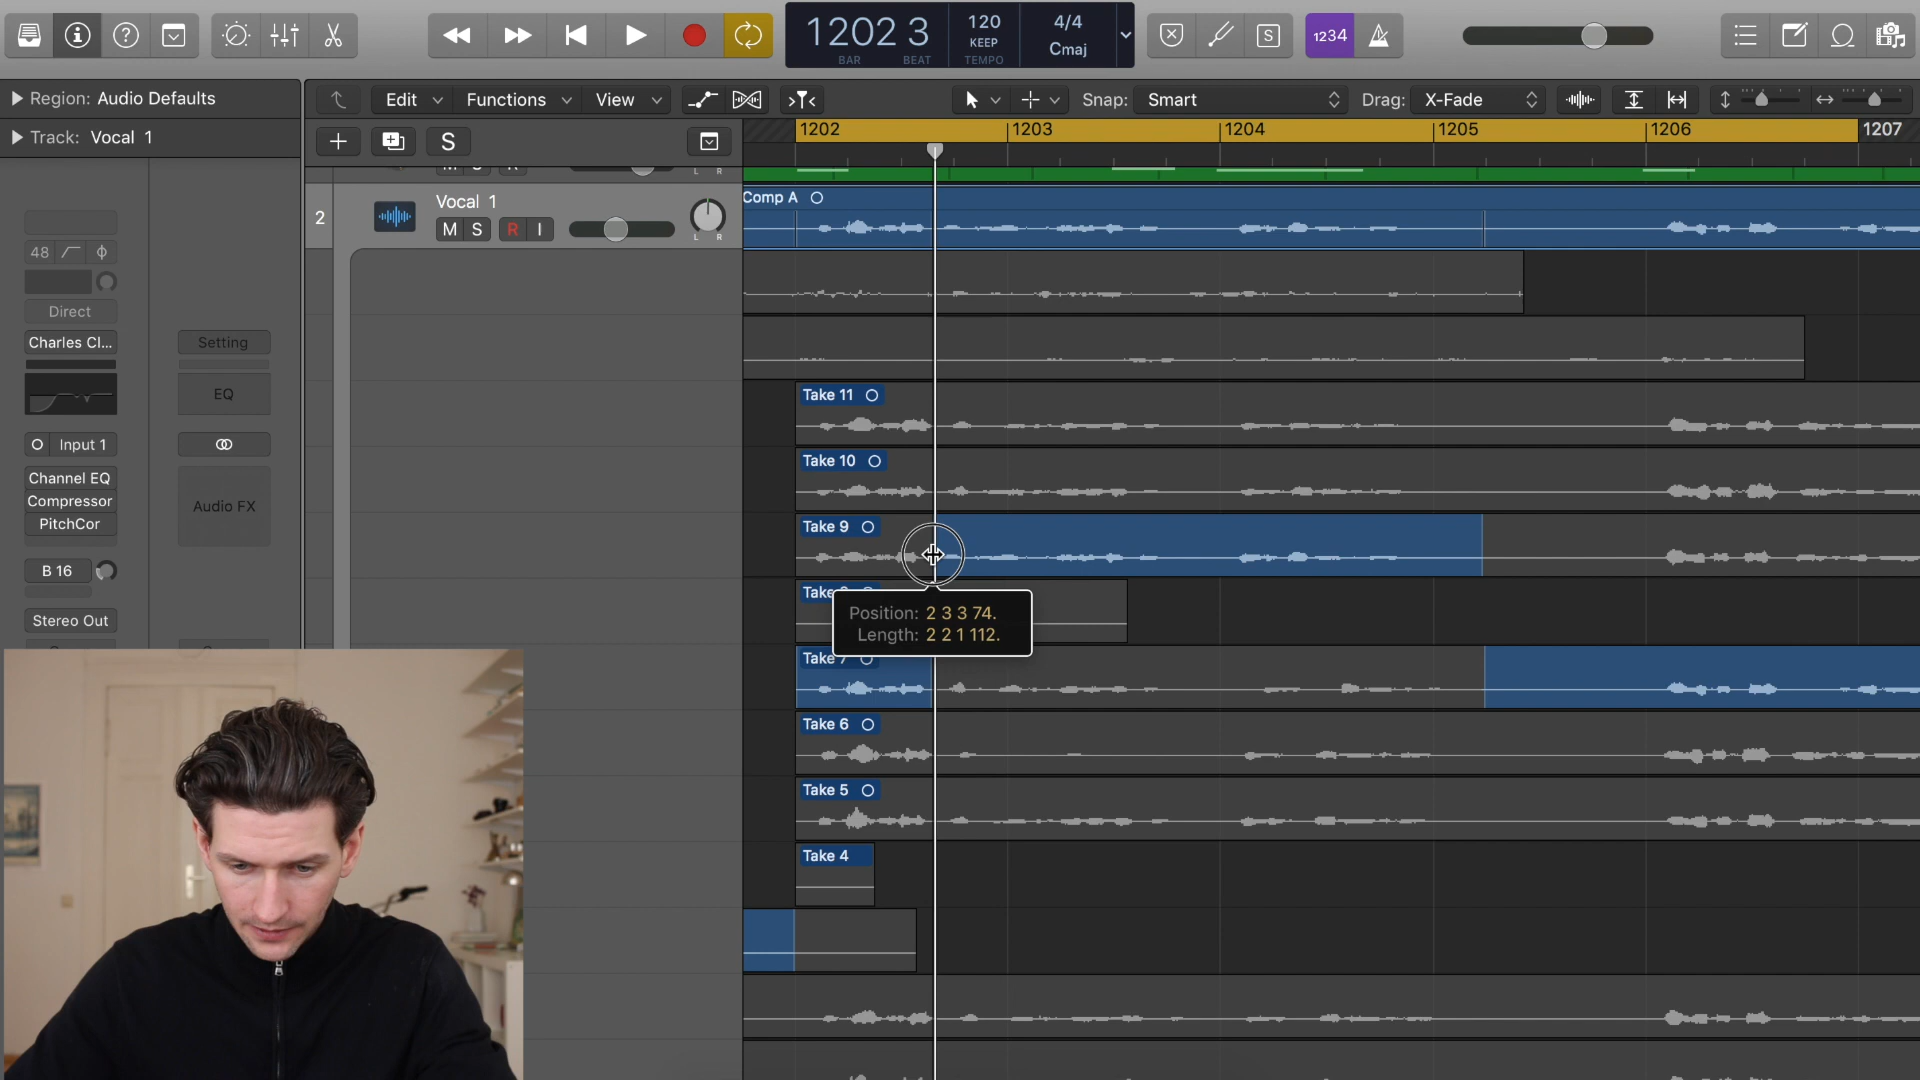 1202 3
BAR BEAT
120
KEEP
TEMPO
4/4
Cmaj
S
1234
Region: Audio Defaults
Track: Vocal 1
Edit Functions View
Snap: Smart
Drag: X-Fade
S
1202 1203 1204 1205 1206 1207
L R
2
Vocal 1
M S R I
L R
Comp A
48
Direct
Charles Cl...
Setting
EQ
Input 1
Channel EQ
Compressor
PitchCor
Audio FX
B 16
Stereo Out
Take 11
Take 10
Take 9
Take
Position: 2 3 3 74.
Length: 2 2 1 112.
Take 7
Take 6
Take 5
Take 4